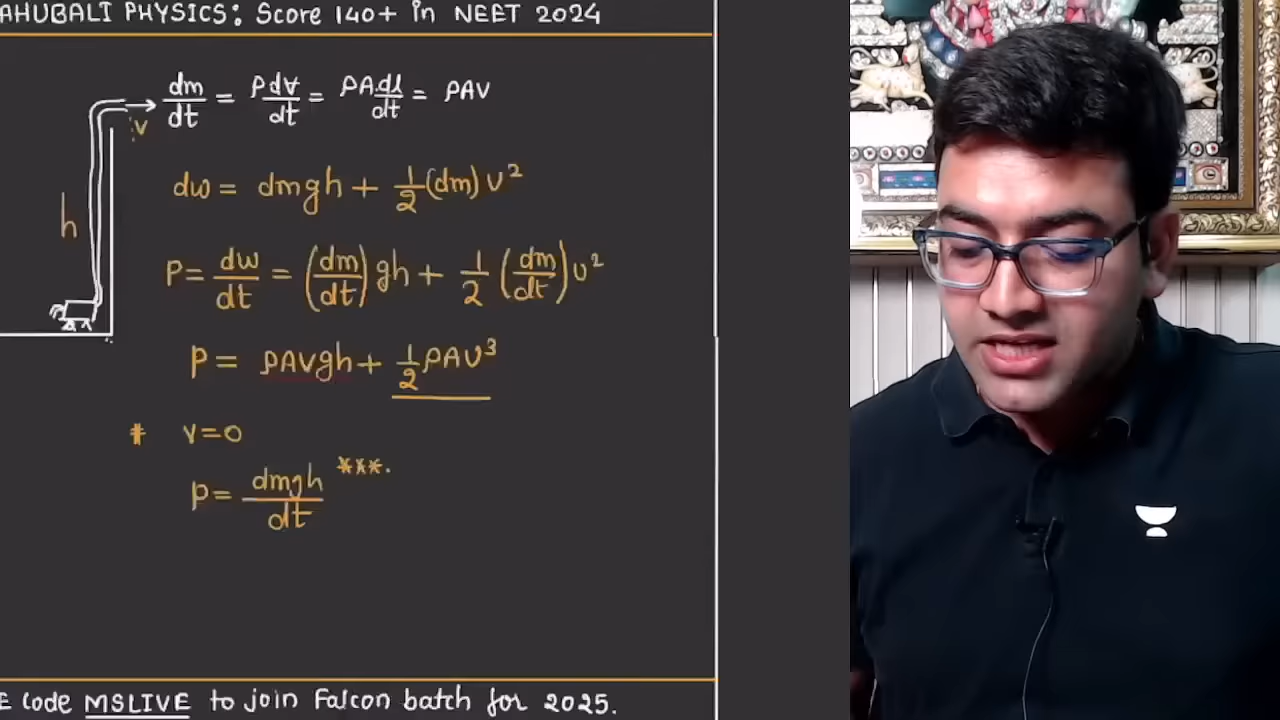 AHUBALI PHYSICS: Score 140+ in NEET 2024
dm/dt = ρdV/dt = ρA.dl/dt = ρAV
v
dw = dmgh + 1/2(dm)v²
h
P = dw/dt = (dm/dt)gh + 1/2(dm/dt)v²
P = ρAvgh + 1/2ρAv³
* v=0
P = dmgh/dt ***.
E Code MSLIVE to join Falcon batch for 2025.